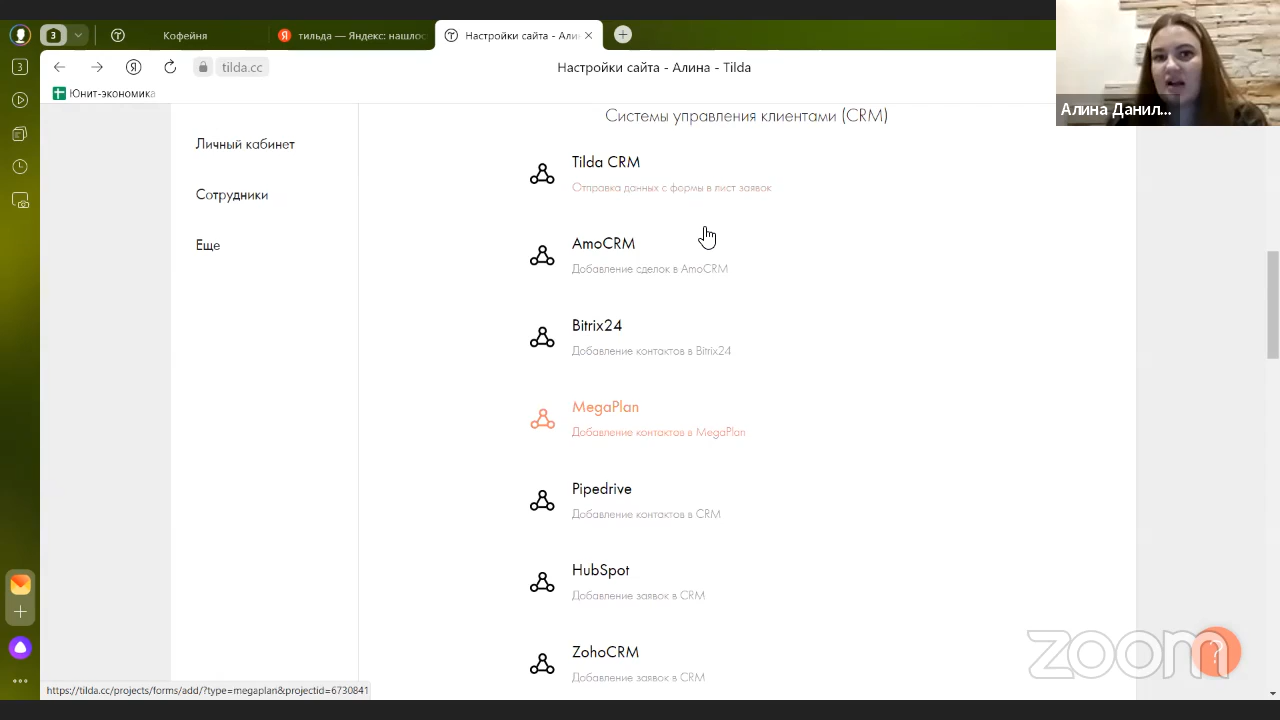 3
Кофейня
тильда — Яндекс: нашлос
Настройки сайта - Али
tilda.cc
Настройки сайта - Алина - Tilda
3
Юнит-экономика
Алина Данил...
Личный кабинет
Сотрудники
Еще
Системы управления клиентами (CRM)
Tilda CRM
Отправка данных с формы в лист заявок
AmoCRM
Добавление сделок в AmoCRM
Bitrix24
Добавление контактов в Bitrix24
MegaPlan
Добавление контактов в MegaPlan
Pipedrive
Добавление контактов в CRM
HubSpot
Добавление заявок в CRM
ZohoCRM
Добавление заявок в CRM
zoom
?
https://tilda.cc/projects/forms/add/?type=megaplan&projectid=6730841